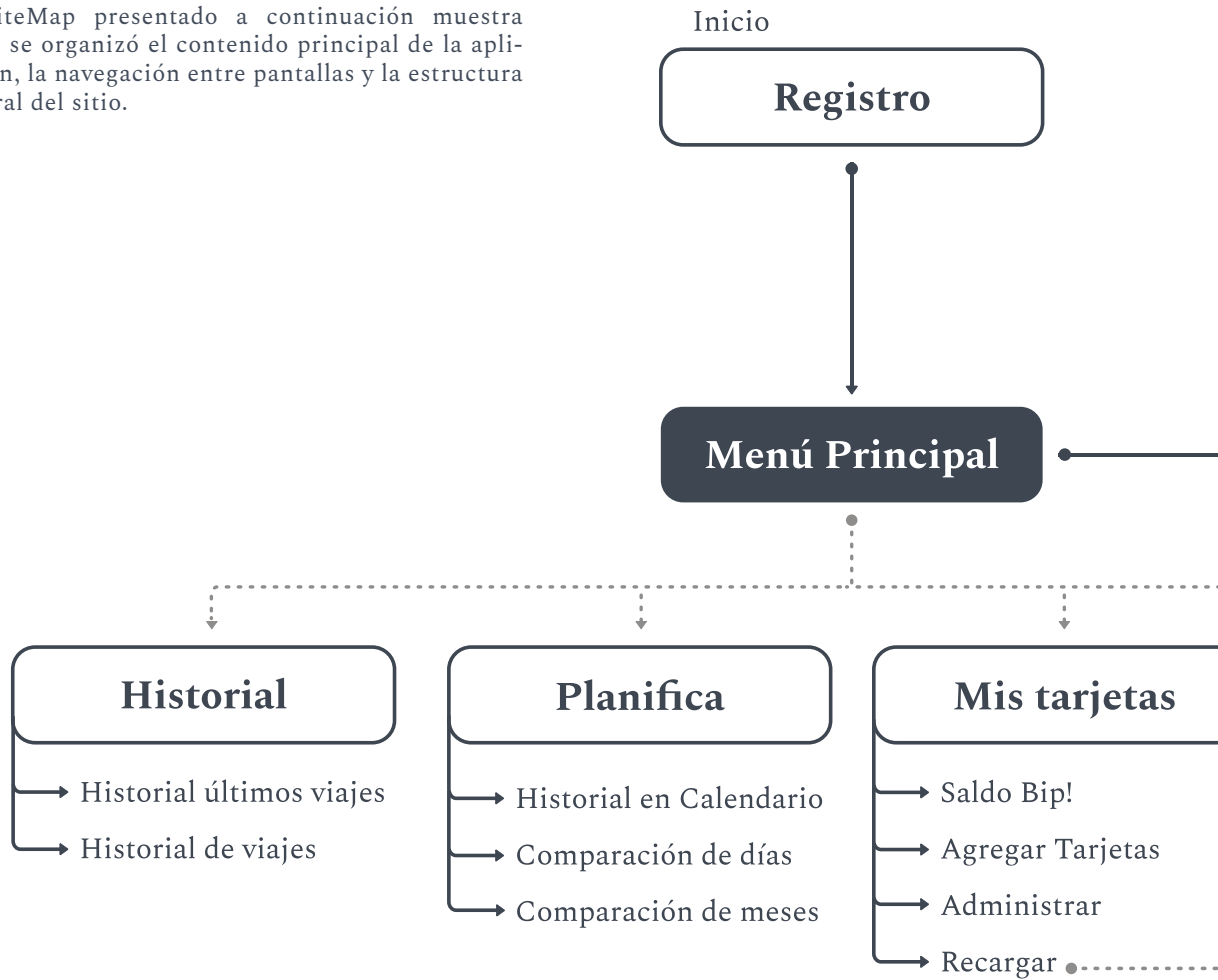 presentado a continuación muestra
se organizó el contenido principal de la apli-
la navegación entre pantallas y la estructura
del sitio.
Inicio
Registro
Menú Principal
Historial
Historial últimos viajes
Historial de viajes
Planifica
Historial en Calendario
Comparación de días
Comparación de meses
Mis tarjetas
Saldo Bip!
Agregar Tarjetas
Administrar
Recargar